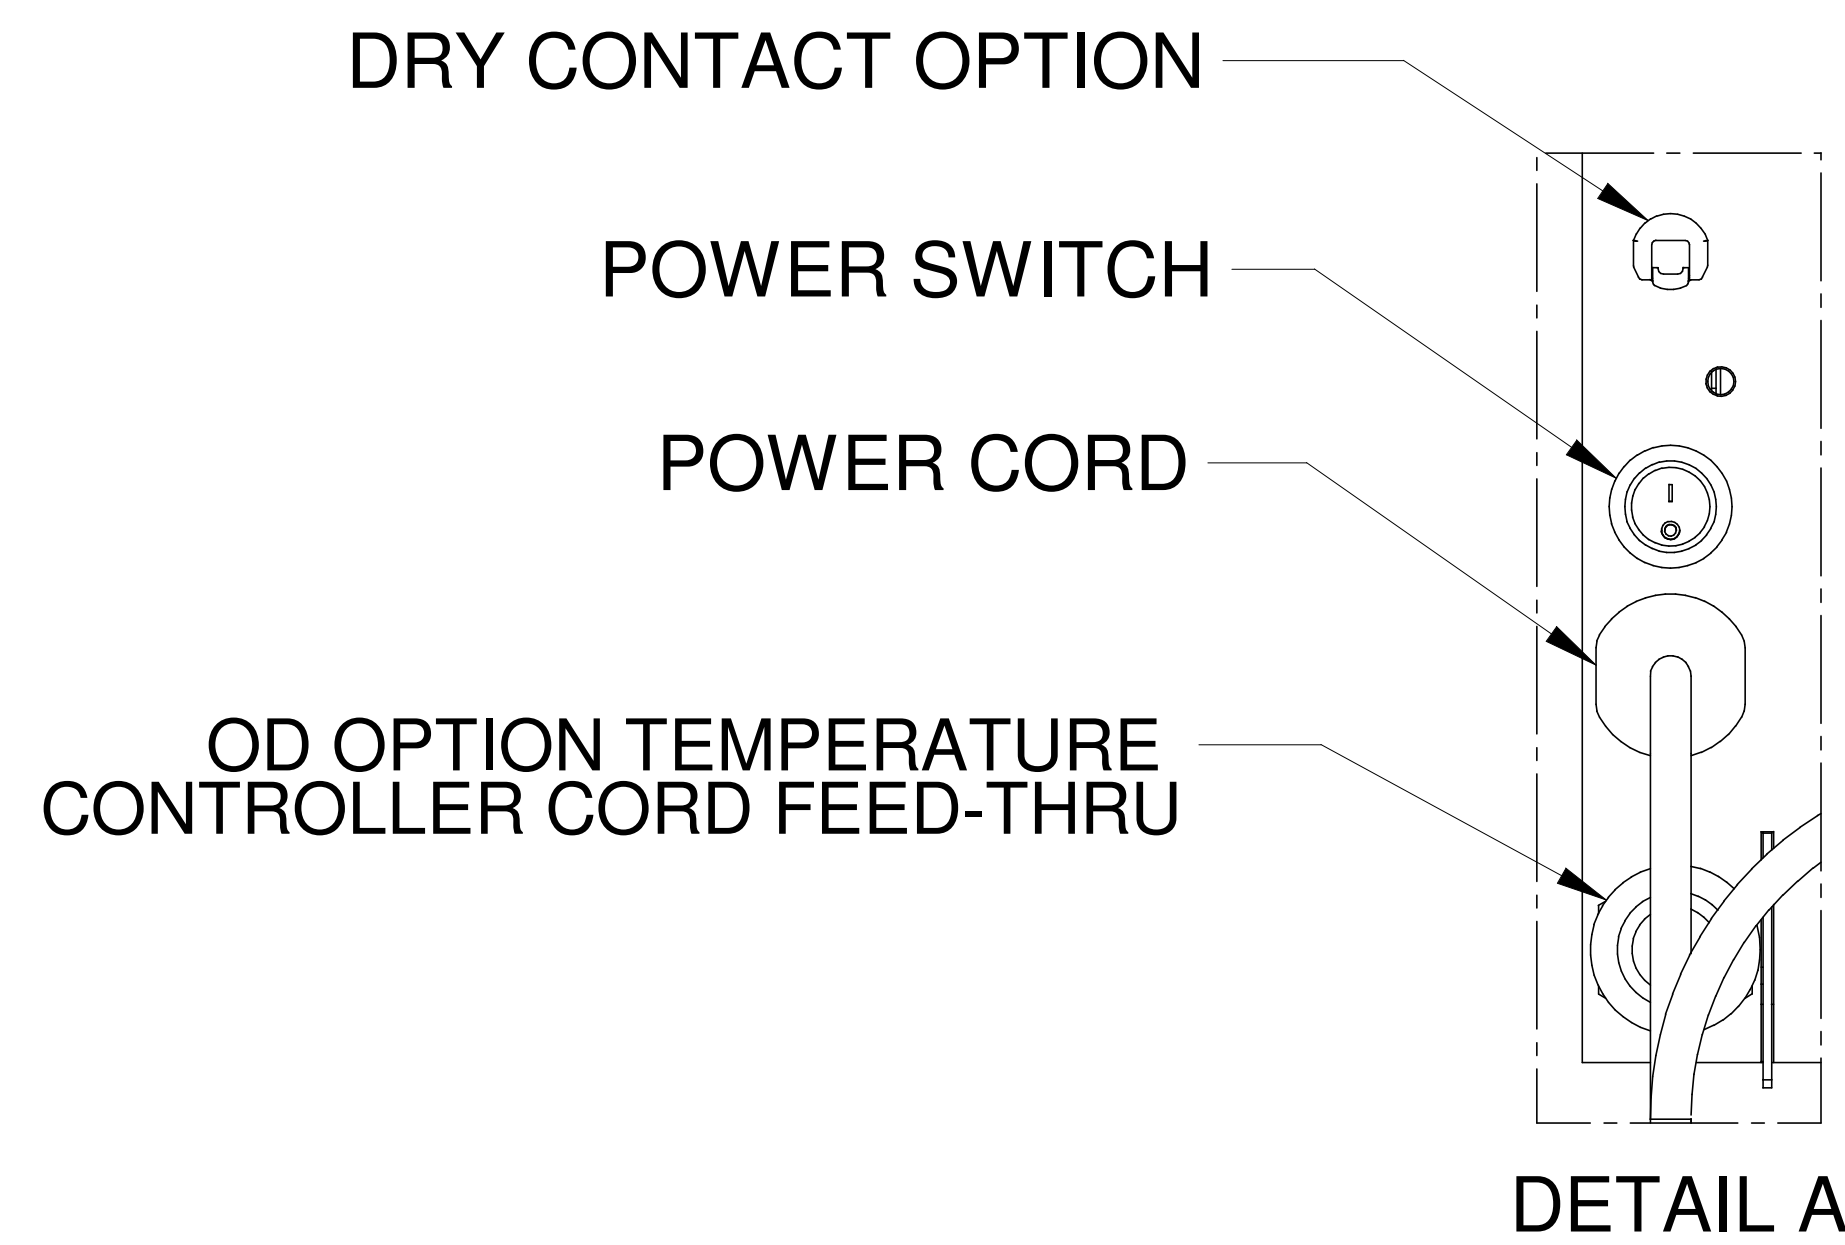 DRY CONTACT OPTION
POWER SWITCH
POWER CORD
OD OPTION TEMPERATURE
CONTROLLER CORD FEED-THRU
DETAIL A